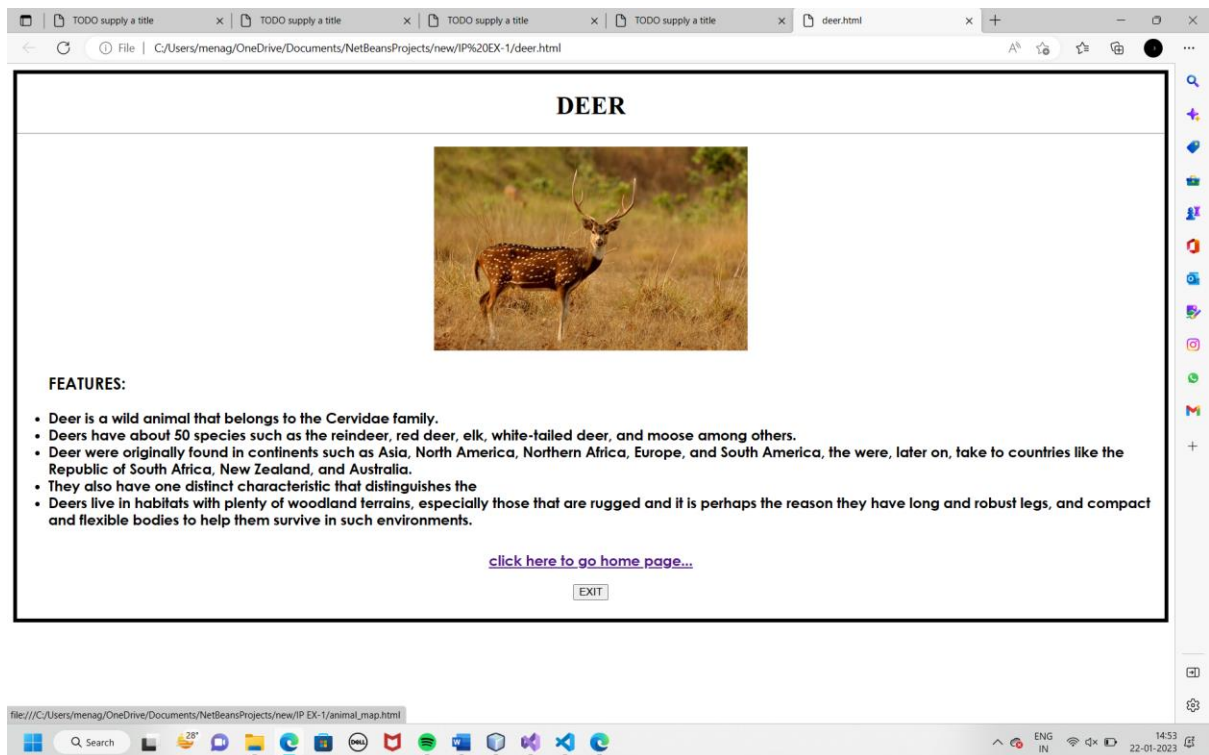 TODO supply a title
TODO supply a title
TODO supply a title
TODO supply a title
deer.html
File | C:/Users/menag/OneDrive/Documents/NetBeansProjects/new/IP%20EX-1/deer.html
DEER
FEATURES:
• Deer is a wild animal that belongs to the Cervidae family.
• Deers have about 50 species such as the reindeer, red deer, elk, white-tailed deer, and moose among others.
• Deer were originally found in continents such as Asia, North America, Northern Africa, Europe, and South America, the were, later on, take to countries like the
Republic of South Africa, New Zealand, and Australia.
• They also have one distinct characteristic that distinguishes the
• Deers live in habitats with plenty of woodland terrains, especially those that are rugged and it is perhaps the reason they have long and robust legs, and compact
and flexible bodies to help them survive in such environments.
click here to go home page...
EXIT
file:///C:/Users/menag/OneDrive/Documents/NetBeansProjects/new/IP EX-1/animal_map.html
Search
28°
DELL
ENG
IN
14:53
22-01-2023